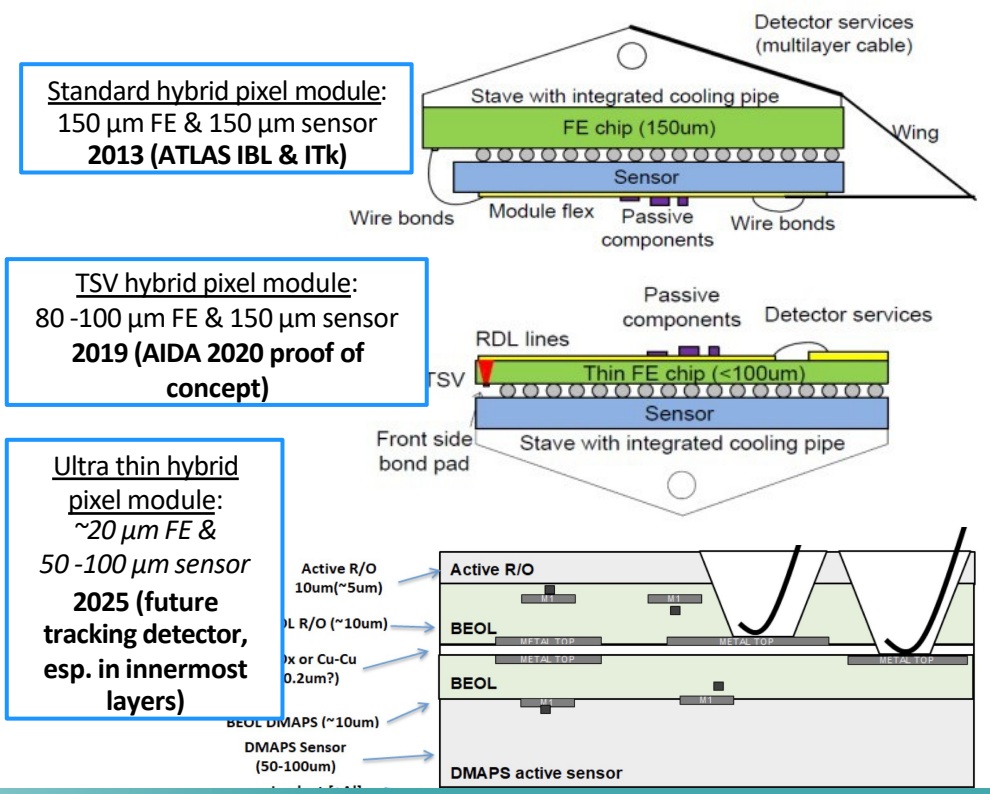 Detector services
(multilayer cable)
Standard hybrid pixel module:
150 µm FE & 150 µm sensor
2013 (ATLAS IBL & ITk)
Stave with integrated cooling pipe
FE chip (150um)
Wing
Sensor
Wire bonds
Module flex
Passive
components
Wire bonds
TSV hybrid pixel module:
80 -100 µm FE & 150 µm sensor
2019 (AIDA 2020 proof of
concept)
Passive
components
Detector services
RDL lines
TSV
Thin FE chip (<100um)
Sensor
Front side
bond pad
Stave with integrated cooling pipe
Ultra thin hybrid
pixel module:
~20 µm FE &
50 -100 µm sensor
2025 (future
tracking detector,
esp. in innermost
layers)
Active R/O
10um(~5um)
R/O (~10um)
or Cu-Cu
0.2um?)
BEOL DMAPS (~10um)
DMAPS Sensor
(50-100um)
Active R/O
M1
M1
BEOL
METAL TOP
METAL TOP
METAL TOP
METAL TOP
BEOL
M1
M1
DMAPS active sensor